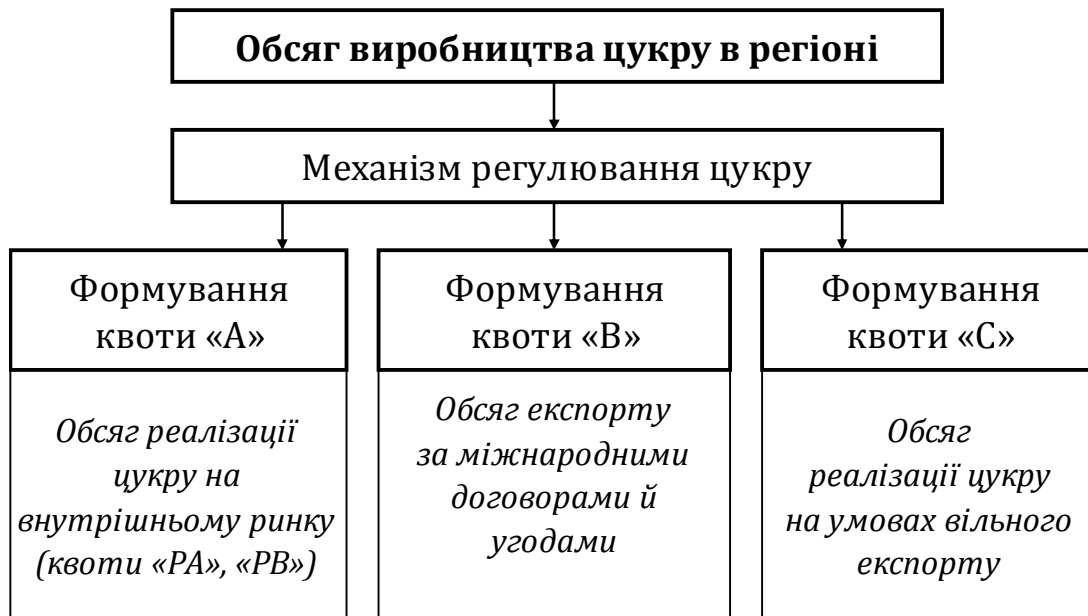 Обсяг виробництва цукру в регіоні
Механізм регулювання цукру
Формування
квоти «А»
Обсяг реалізації
цукру на
внутрішньому ринку
(квоти «РА», «РВ»)
Формування
квоти «В»
Обсяг експорту
за міжнародними
договорами й
угодами
Формування
квоти «С»
Обсяг
реалізації цукру
на умовах вільного
експорту